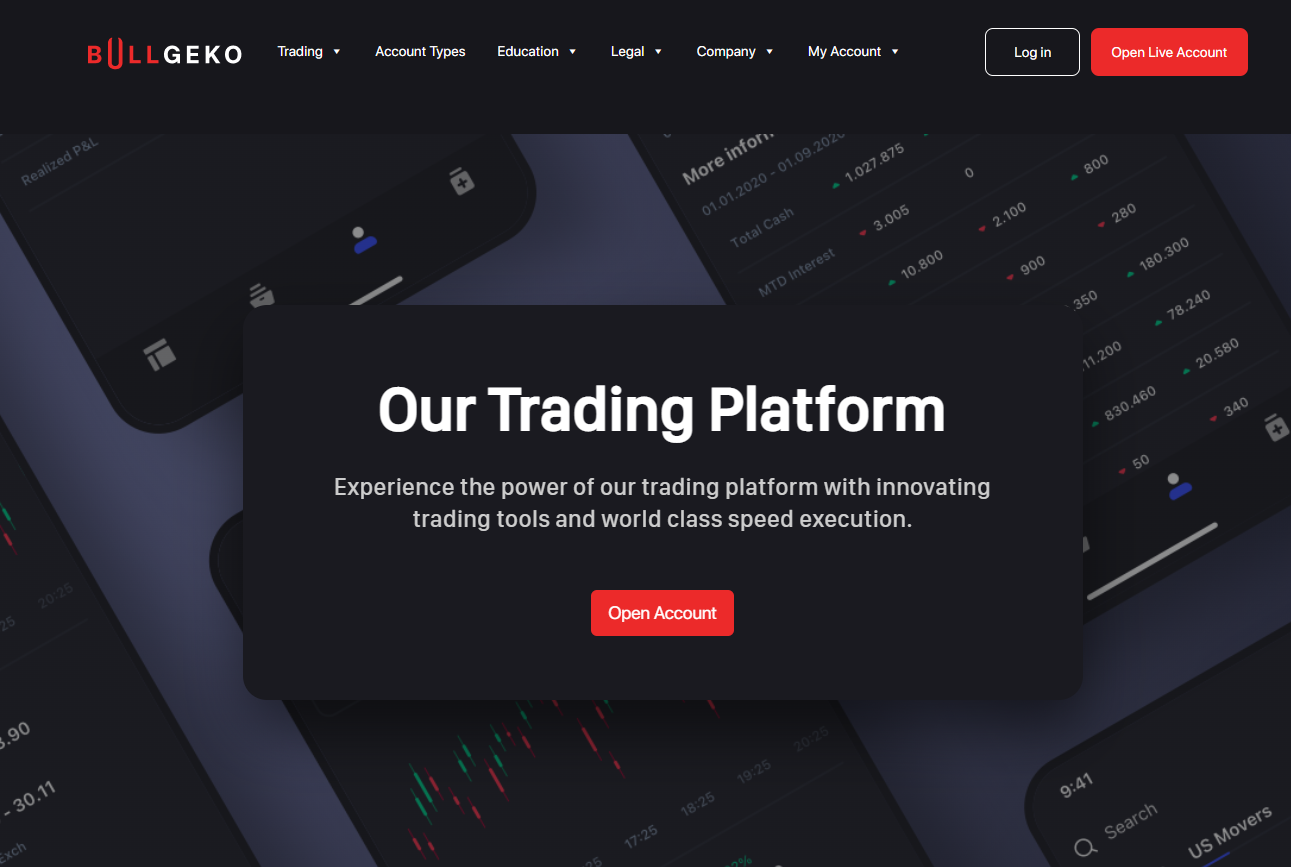 BULLGEKO
Trading
Account Types
Education
Legal
Company
My Account
Log in
Open Live Account
Realized P&L
More infor
01.01.2020 - 01.09.2020
Total Cash
1.027.875
0
800
MTD Interest
3.005
2.100
280
10.800
900
180.300
.350
78.240
11.200
20.580
830.460
340
50
Our Trading Platform
Experience the power of our trading platform with innovating
trading tools and world class speed execution.
Open Account
20:25
25
3.90
- 30.11
Exch
17:25
18:25
19:25
20:25
25
2%
9:41
Search
US Movers